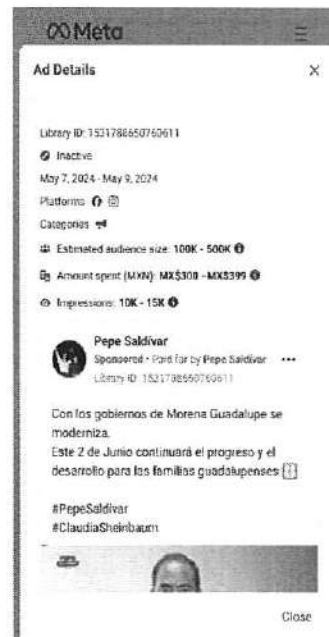 Meta
Ad Details
Library ID: 1531788650760611
Inactive
May 7, 2024 - May 9, 2024
Platforms
Categories
Estimated audience size: 100K - 500K
Amount spent (MXN): MX$300 - MX$399
Impressions: 10K - 15K
Pepe Saldívar
Sponsored • Paid for by Pepe Saldívar
Library ID: 1531788650760611
Con los gobiernos de Morena Guadalupe se
moderniza.
Este 2 de Junio continuará el progreso y el
desarrollo para las familias guadalupenses
#PepeSaldívar
#ClaudiaSheinbaum
Close